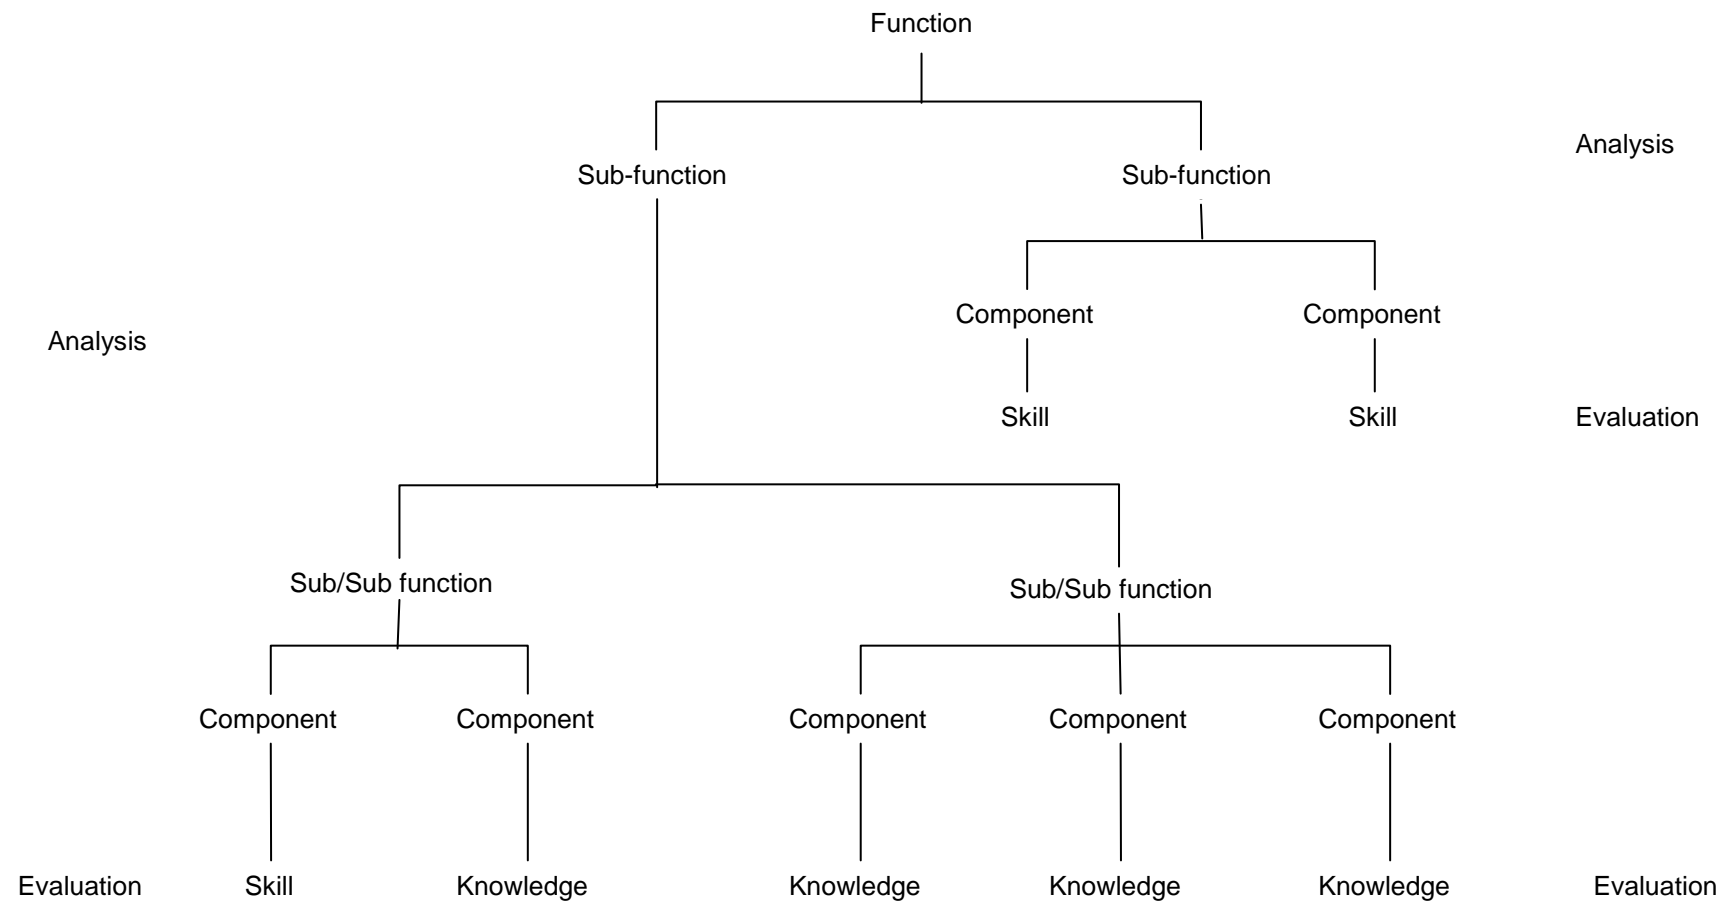 Function
Analysis
Sub-function
Sub-function
Component
Component
Analysis
Skill
Skill
Evaluation
Sub/Sub function
Sub/Sub function
Component
Component
Component
Component
Component
Evaluation
Skill
Knowledge
Knowledge
Knowledge
Knowledge
Evaluation